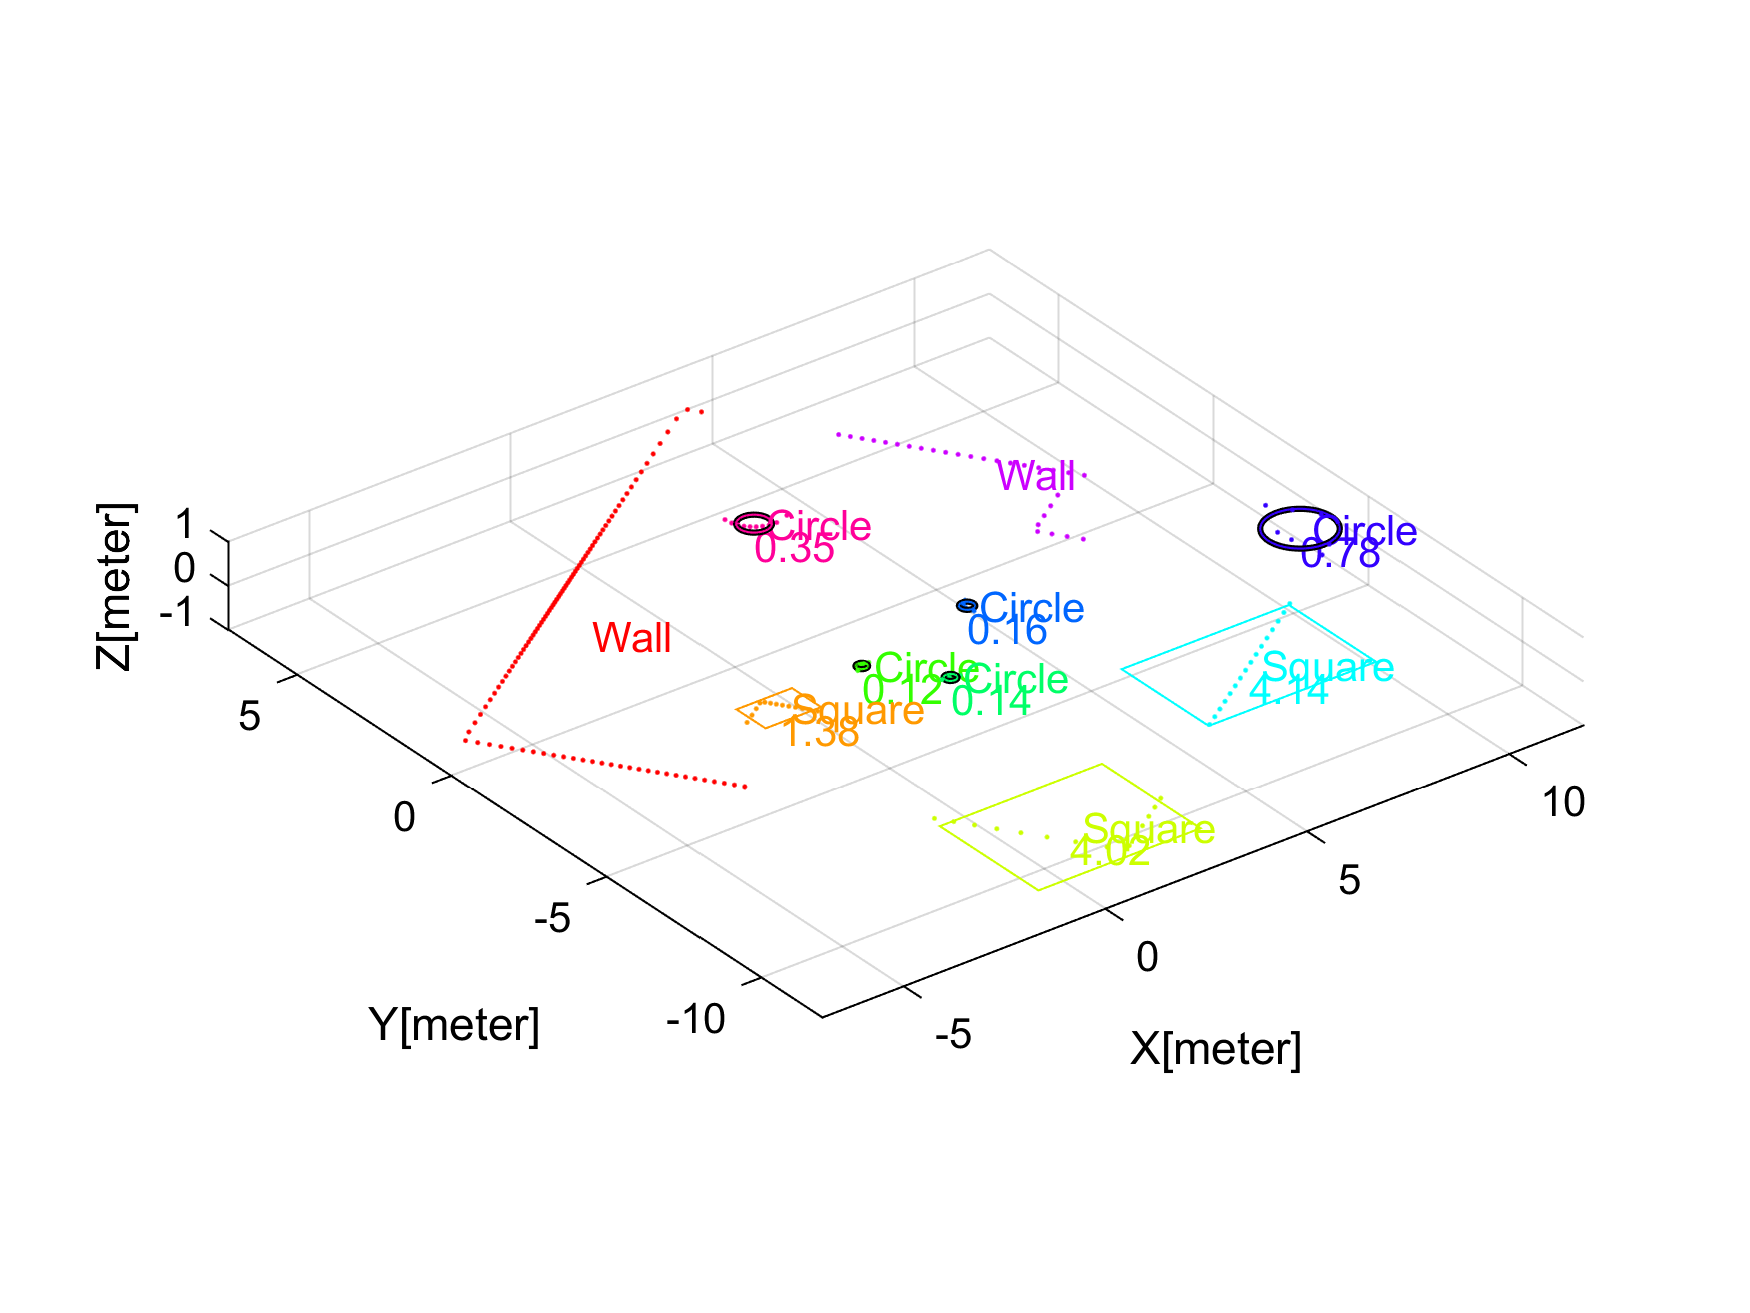 Wall
Circle
0.35
Wall
Circle
0.78
Circle
0.16
Circle
0.12
Circle
0.14
Square
1.38
Square
4.14
Square
4.02
Z[meter]
1
0
-1
Y[meter]
5
0
-5
-10
X[meter]
-5
0
5
10